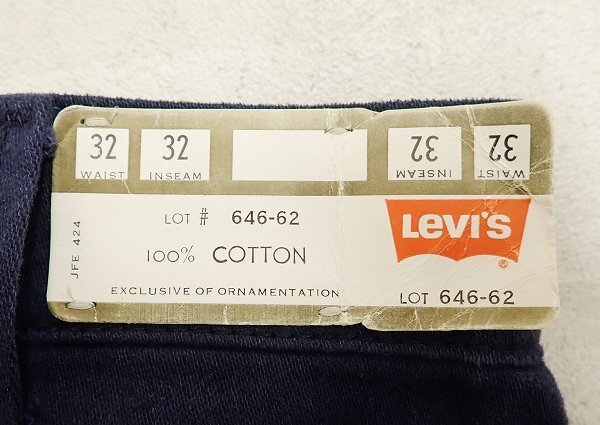 32 32 32 32
WAIST INSEAM INSEAM WAIST
JFE 424
LOT # 646-62
100% COTTON
EXCLUSIVE OF ORNAMENTATION
LEVI'S
®
LOT 646-62